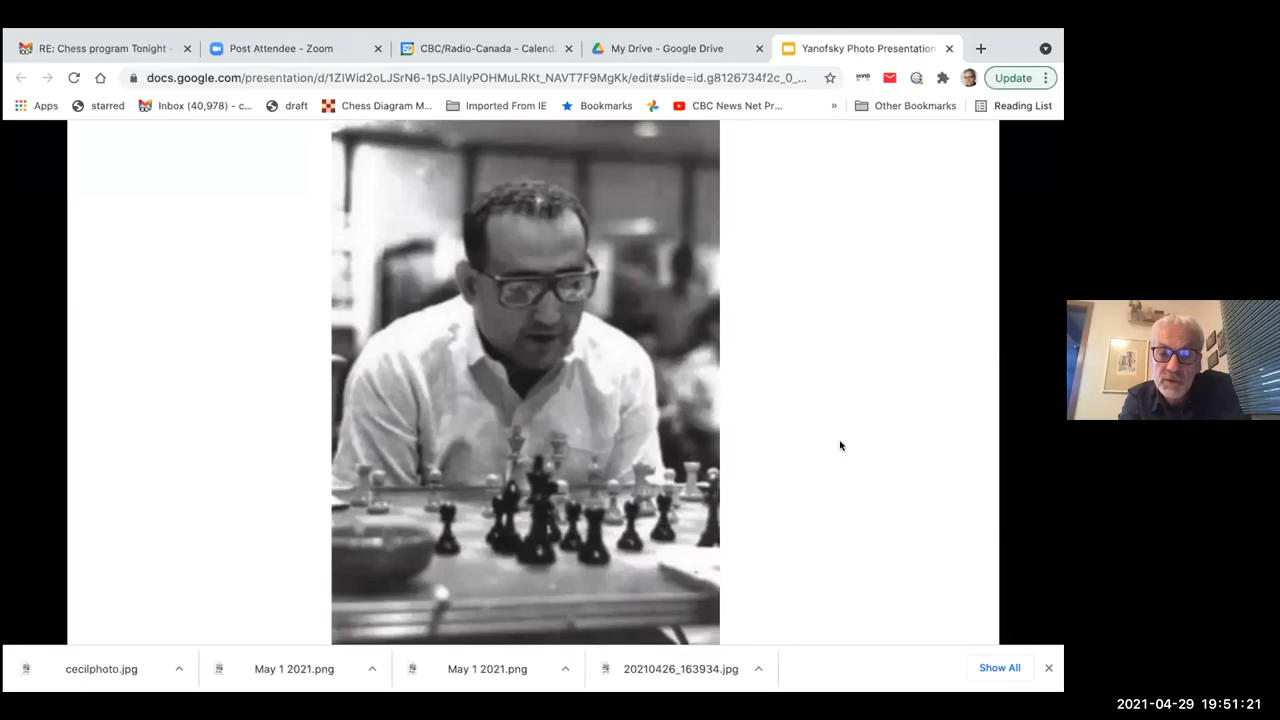 RE: Chess program Tonight -
Post Attendee - Zoom
CBC/Radio-Canada - Calend
My Drive - Google Drive
Yanofsky Photo Presentation
docs.google.com/presentation/d/1ZIWid2oLJSrN6-1pSJAllyPOHMuLRKt_NAVT7F9MgKk/edit#slide=id.g8126734f2c_0_...
Update
Apps
starred
Inbox (40,978) - c...
draft
Chess Diagram M...
Imported From IE
Bookmarks
CBC News Net Pr...
»
Other Bookmarks
Reading List
cecilphoto.jpg
May 1 2021.png
May 1 2021.png
20210426_163934.jpg
Show All
2021-04-29 19:51:21